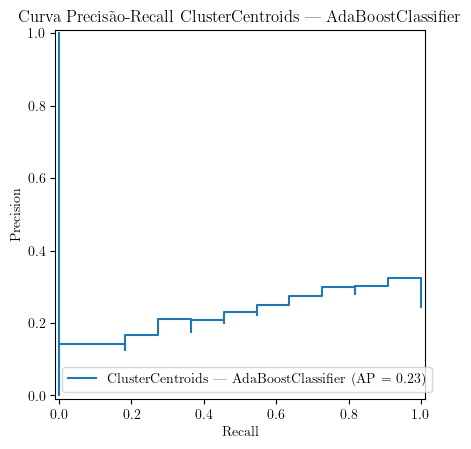 Curva Precisão-Recall ClusterCentroids — AdaBoostClassifier
1.0
0.8
0.6
0.4
0.2
0.0
Precision
ClusterCentroids — AdaBoostClassifier (AP = 0.23)
0.0 0.2 0.4 0.6 0.8 1.0
Recall